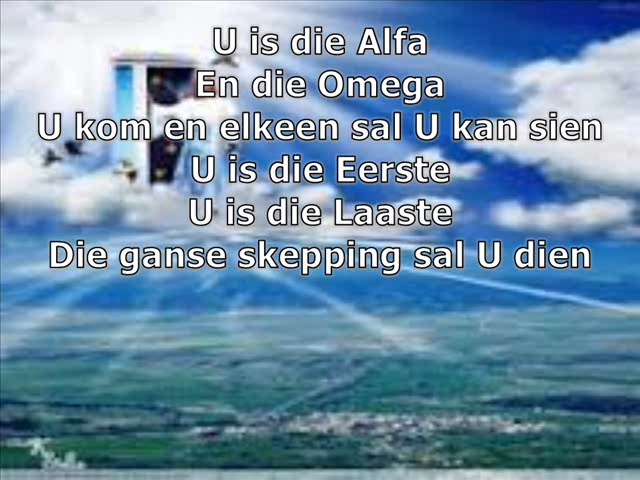 U is die Alfa
En die Omega
U kom en elkeen sal U kan sien
U is die Eerste
U is die Laaste
Die ganse skepping sal U dien